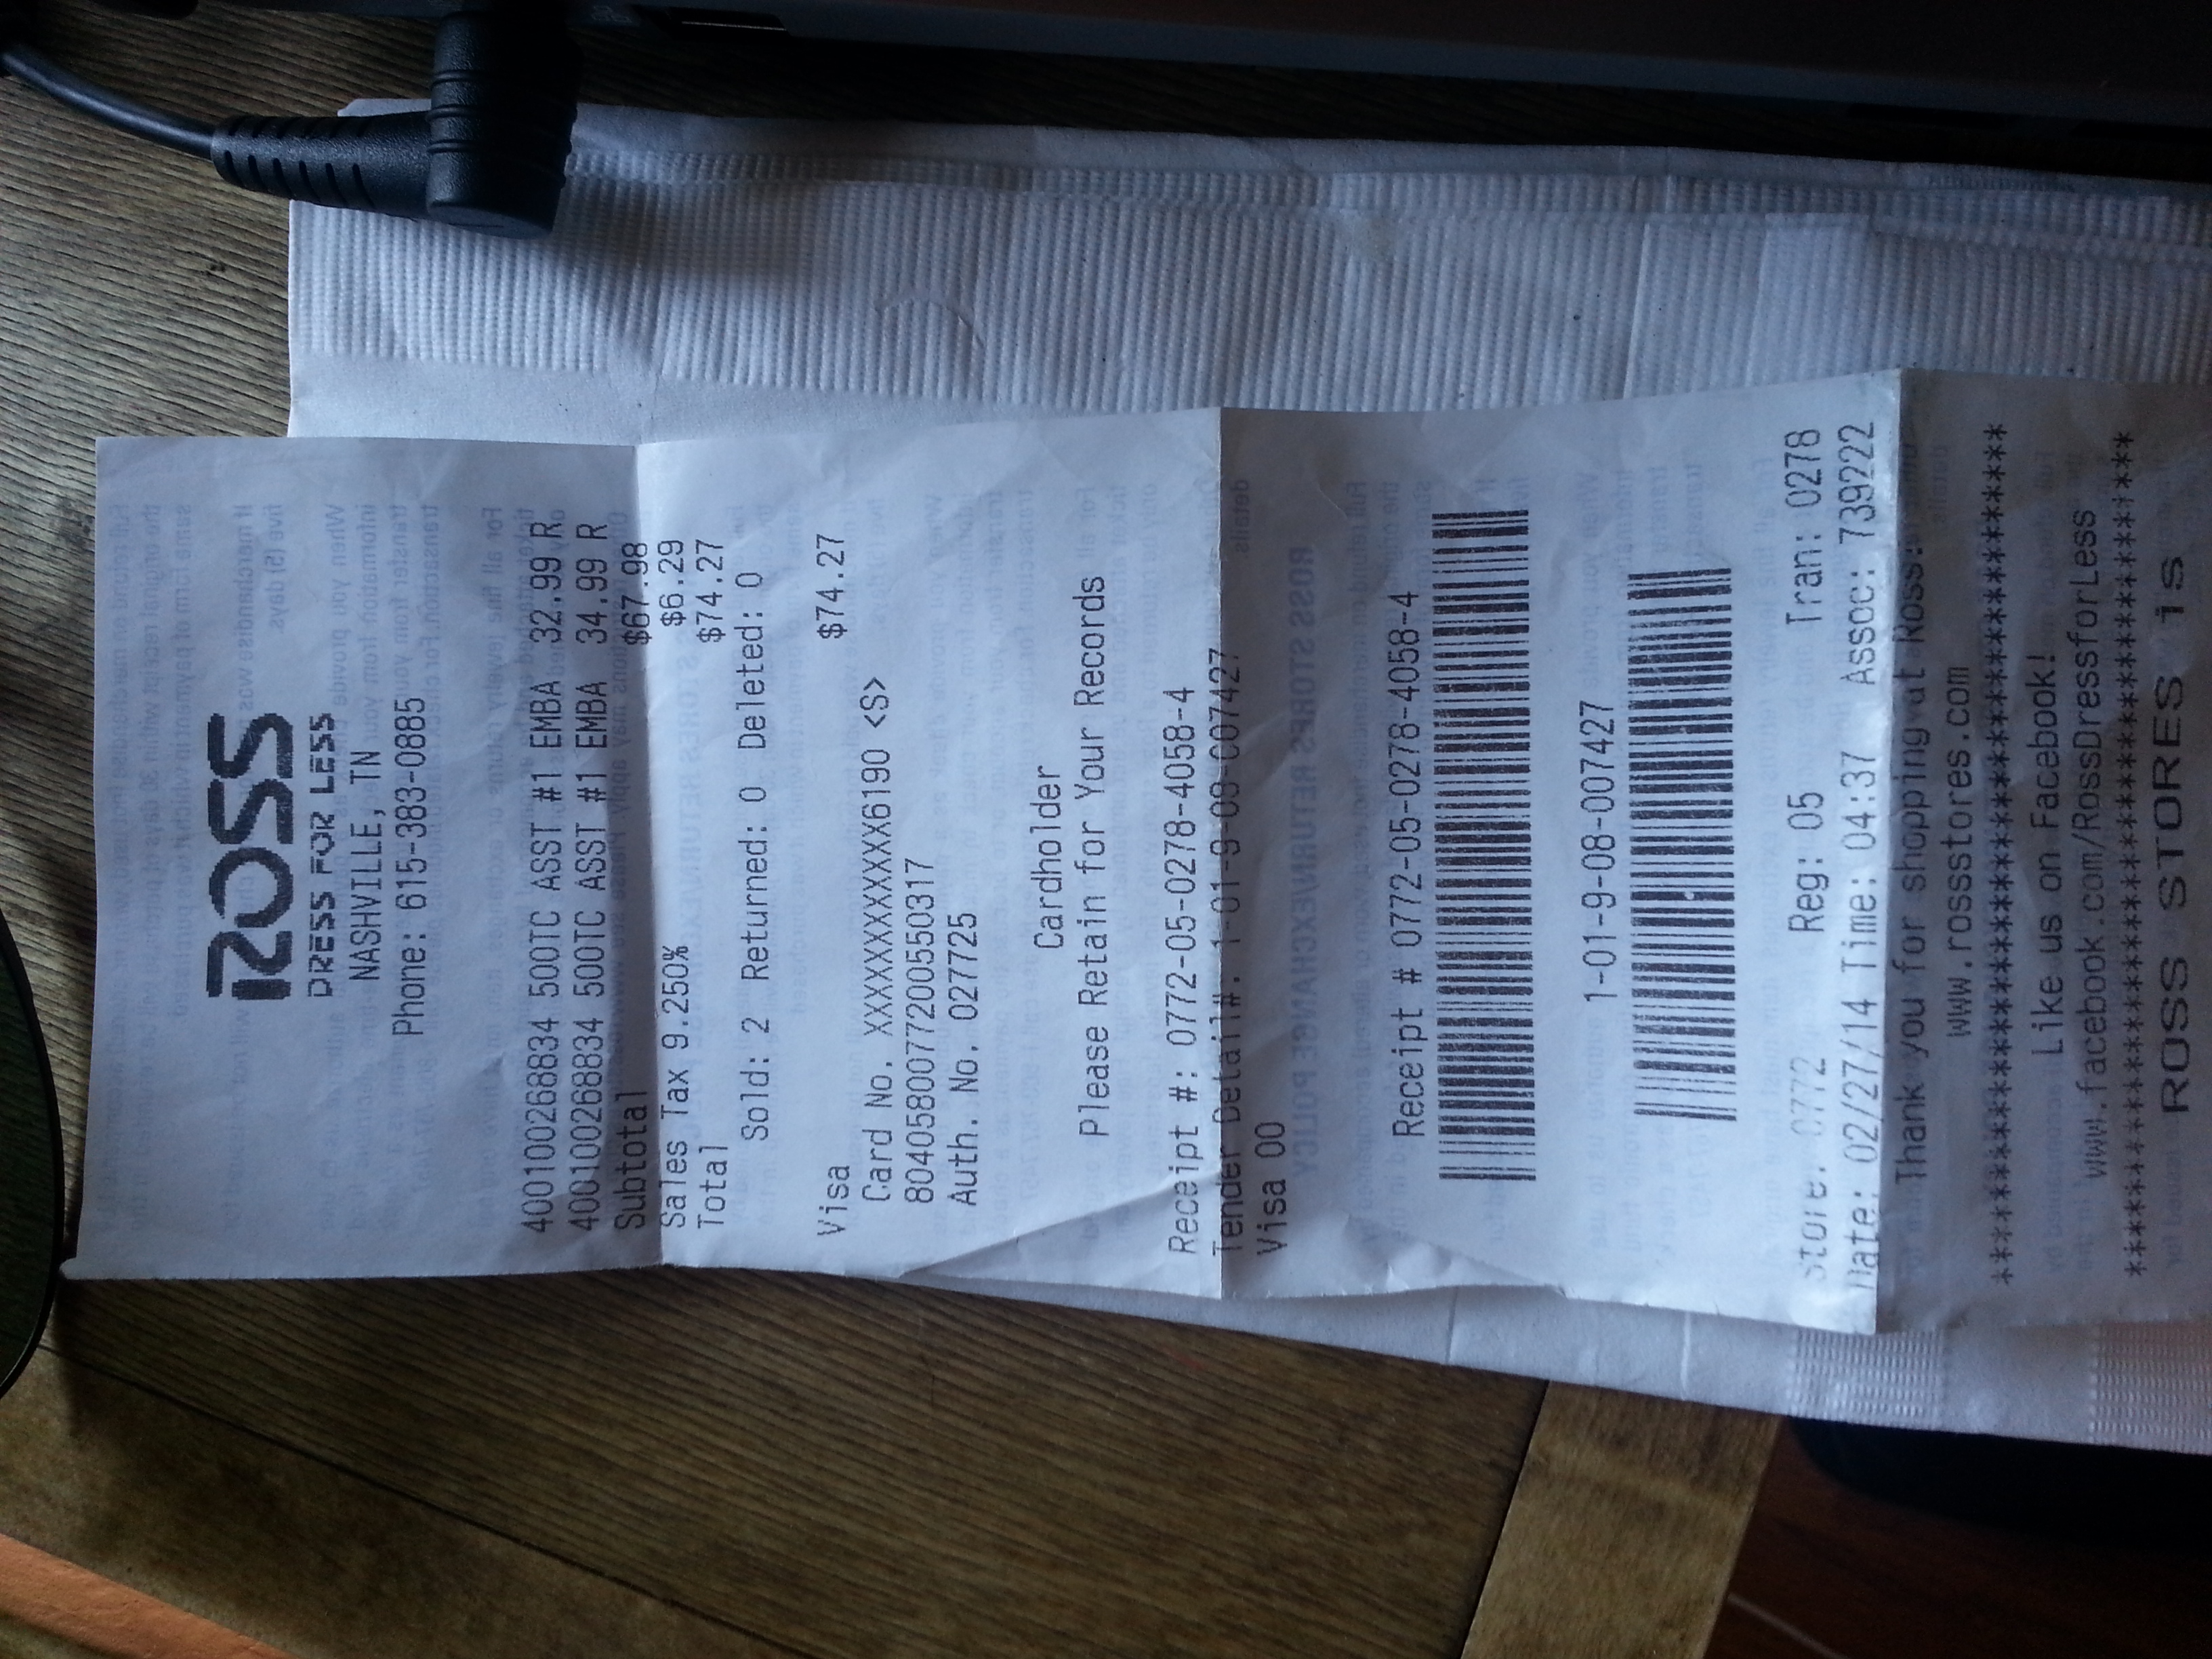 ROSS
DRESS FOR LESS
NASHVILLE, TN
Phone: 615-383-0885
400100268834 500TC ASST #1 EMBA 32.99 R
400100268834 500TC ASST #1 EMBA 34.99 R
Subtotal $67.98
Sales Tax 9.250% $6.29
Total $74.27
Sold: 2 Returned: 0 Deleted: 0
Visa $74.27
Card No. XXXXXXXXXXXX6190 <S>
8040580077200550317
Auth. No. 027725
Cardholder
Please Retain for Your Records
Receipt #: 0772-05-0278-4058-4
Tender Detail#: 1-01-9-08-007427
Visa 00
Receipt # 0772-05-0278-4058-4
1-01-9-08-007427
Store: 0772 Reg: 05 Tran: 0278
Date: 02/27/14 Time: 04:37 Assoc: 739222
Thank you for shopping at Ross!
www.rossstores.com
******************************************
Like us on Facebook!
www.facebook.com/RossDressforLess
******************************************
ROSS STORES is